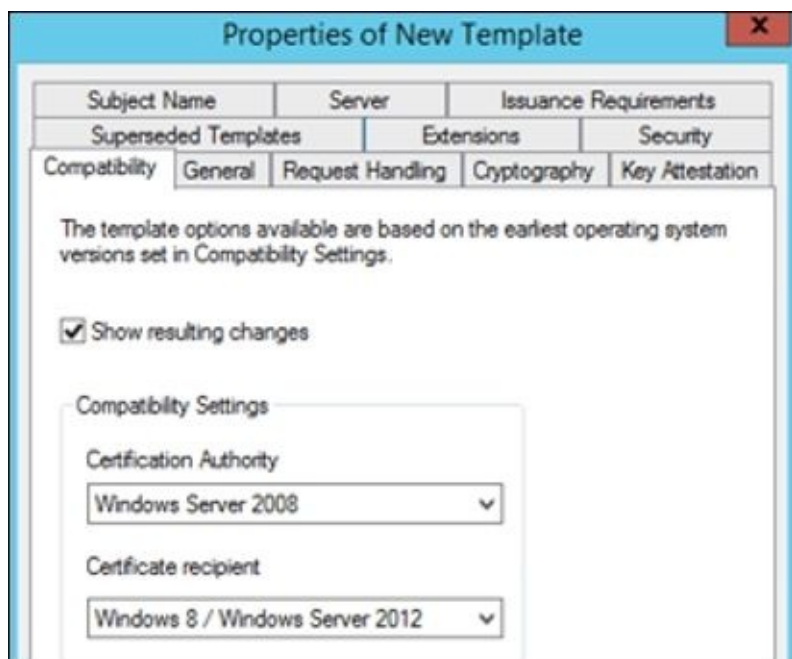 Properties of New Template
x
Subject Name Server Issuance Requirements
Superseded Templates Extensions Security
Compatibility General Request Handling Cryptography Key Attestation
The template options available are based on the earliest operating system
versions set in Compatibility Settings.
Show resulting changes
Compatibility Settings
Certification Authority
Windows Server 2008
Certificate recipient
Windows 8 / Windows Server 2012